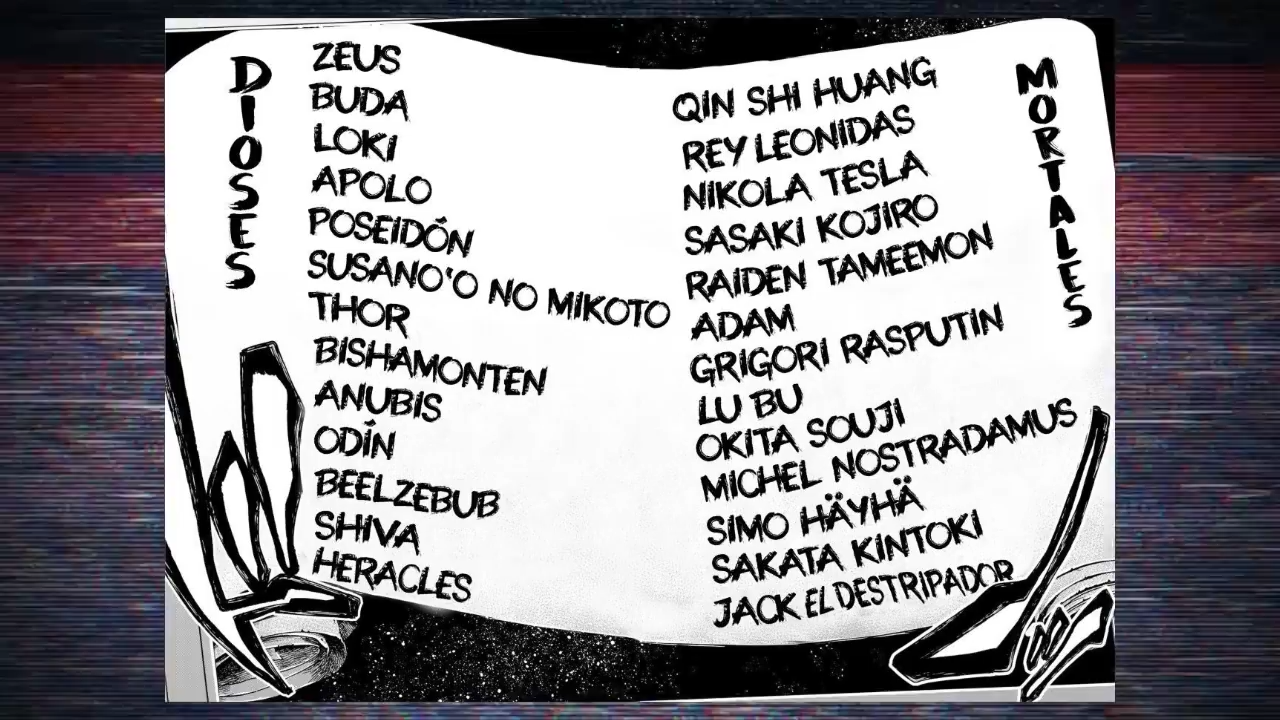 DIOSES
ZEUS
BUDA
LOKI
APOLO
POSEIDÓN
SUSANO'O NO MIKOTO
THOR
BISHAMONTEN
ANUBIS
ODÍN
BEELZEBUB
SHIVA
HERACLES
MORTALES
QIN SHI HUANG
REY LEONIDAS
NIKOLA TESLA
SASAKI KOJIRO
RAIDEN TAMEEMON
ADAM
GRIGORI RASPUTIN
LU BU
OKITA SOUJI
MICHEL NOSTRADAMUS
SIMO HÄYHÄ
SAKATA KINTOKI
JACK EL DESTRIPADOR